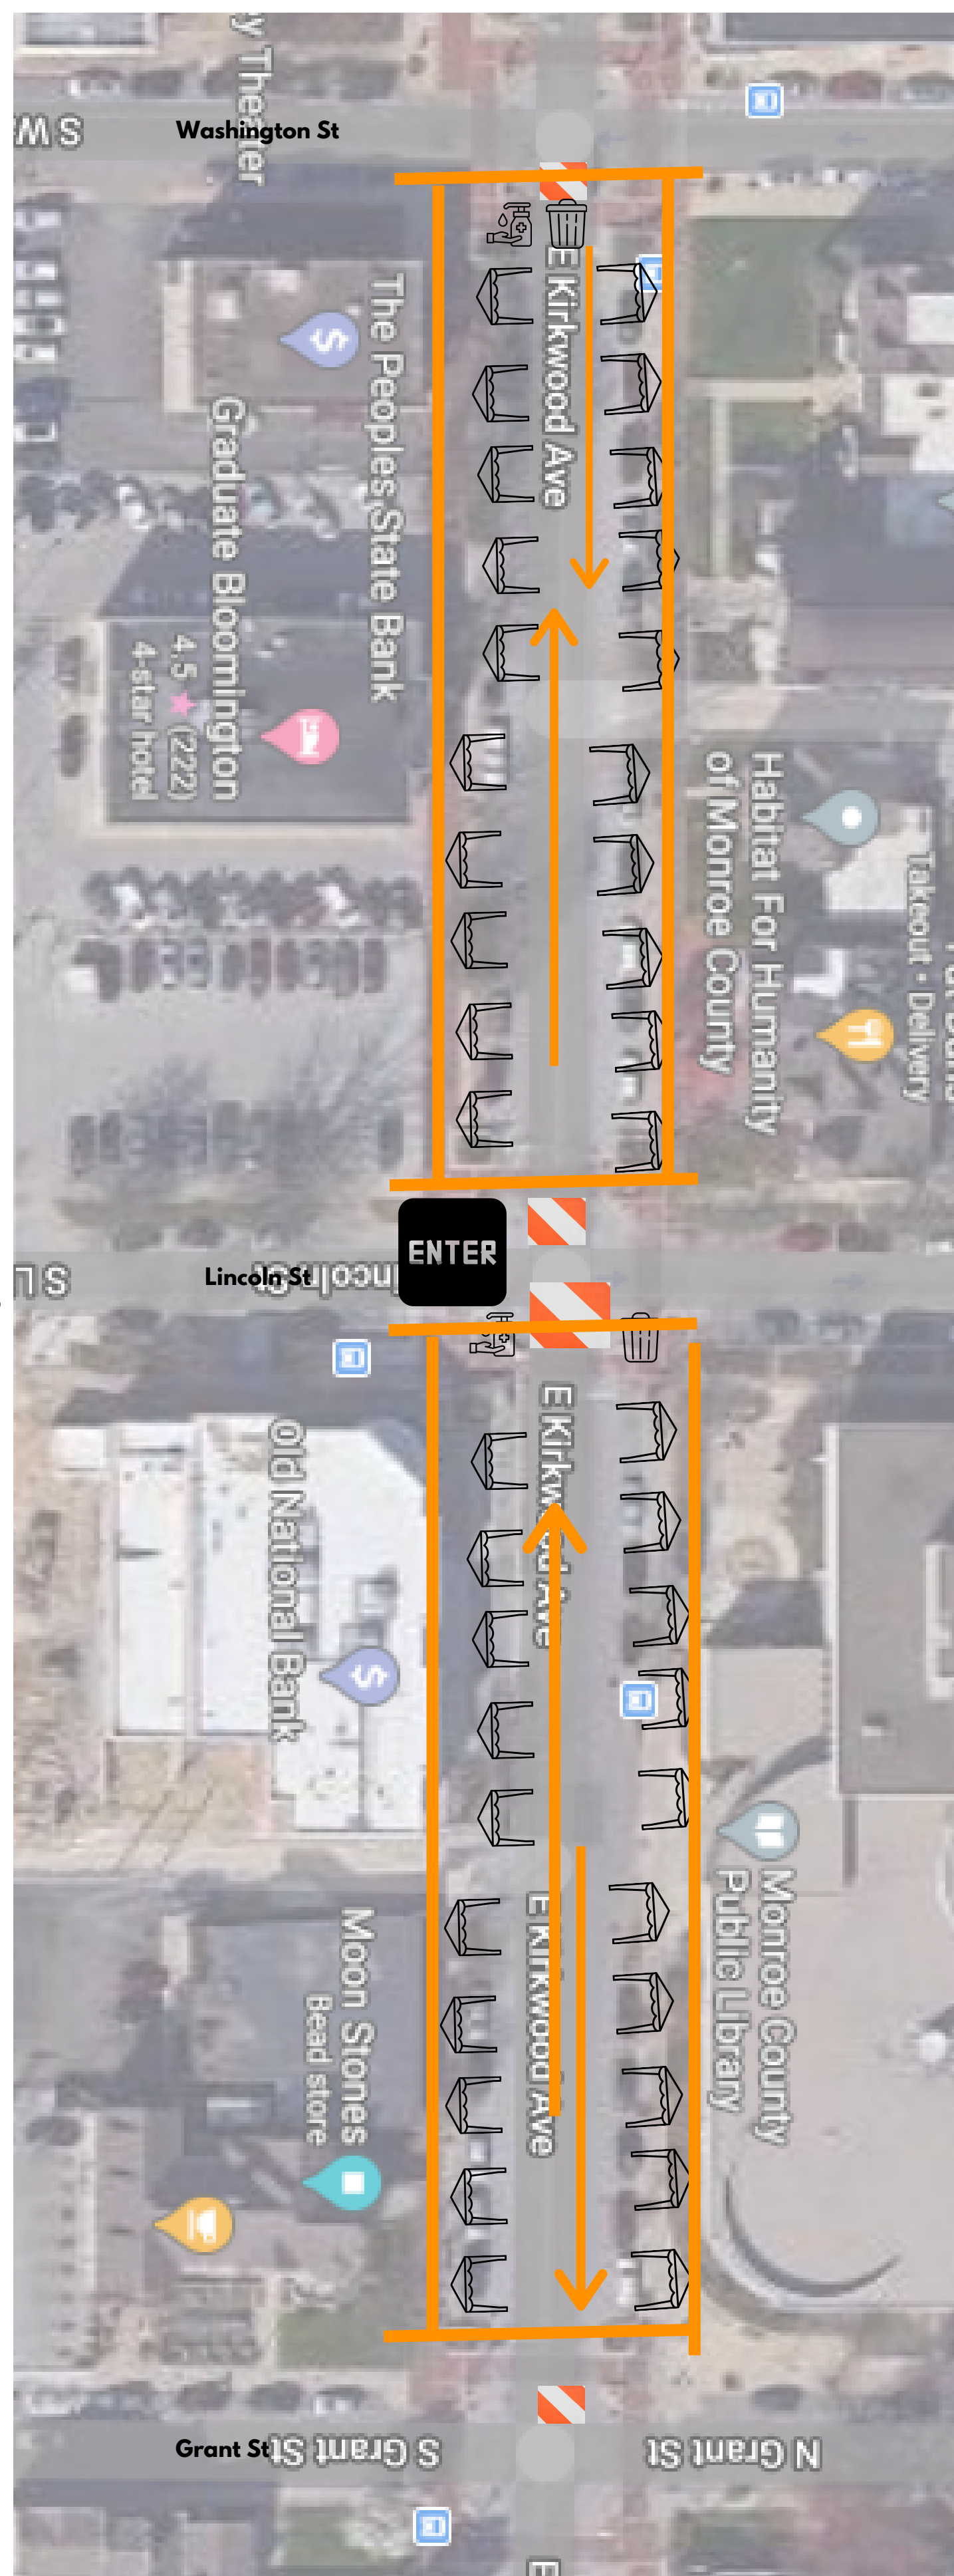 y Theater
S W
Washington St
E Kirkwood Ave
The Peoples State Bank
Graduate Bloomington
4.5 ★ (222)
4-star hotel
Habitat For Humanity
of Monroe County
Takeout • Delivery
ENTER
S L
Lincoln St
E Kirkwood Ave
Old National Bank
Monroe County
Public Library
E Kirkwood Ave
Moon Stones
Bead store
Grant St
S Grant St
N Grant St
E